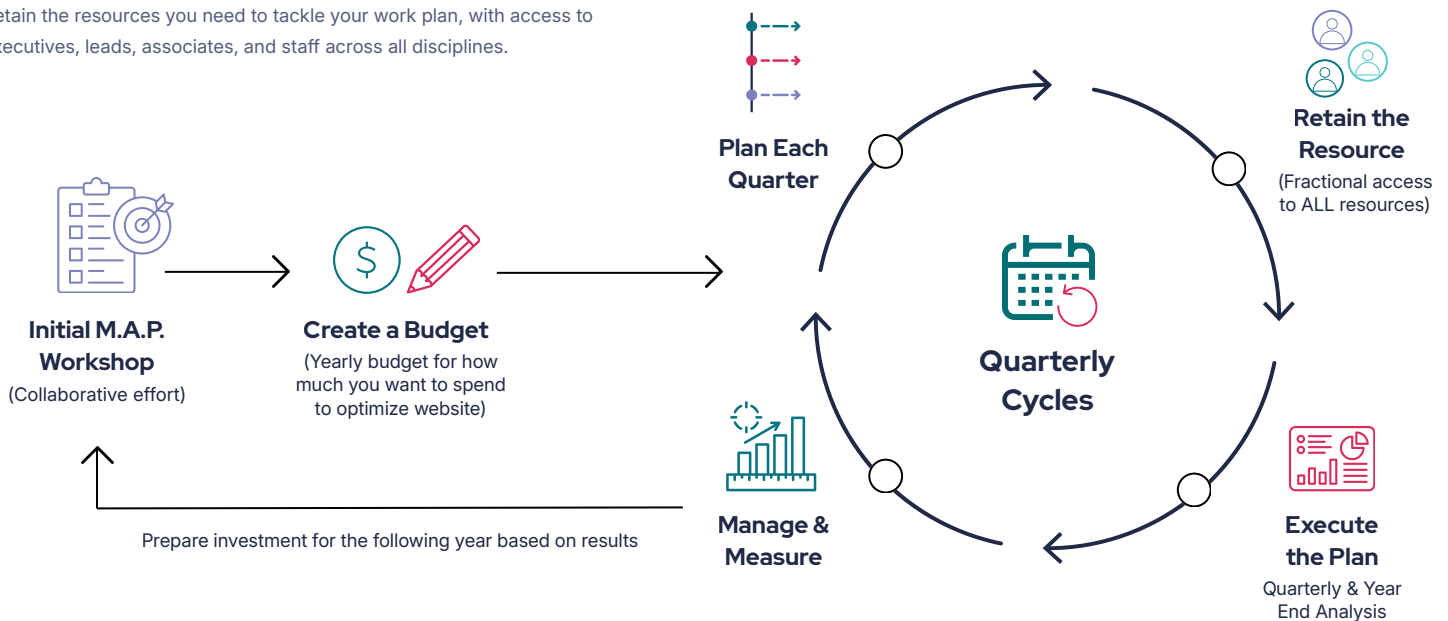 etain the resources you need to tackle your work plan, with access to
xecutives, leads, associates, and staff across all disciplines.
Initial M.A.P.
Workshop
(Collaborative effort)
$
Create a Budget
(Yearly budget for how
much you want to spend
to optimize website)
Prepare investment for the following year based on results
Plan Each
Quarter
Retain the
Resource
(Fractional access
to ALL resources)
Quarterly
Cycles
Execute
the Plan
Quarterly & Year
End Analysis
Manage &
Measure